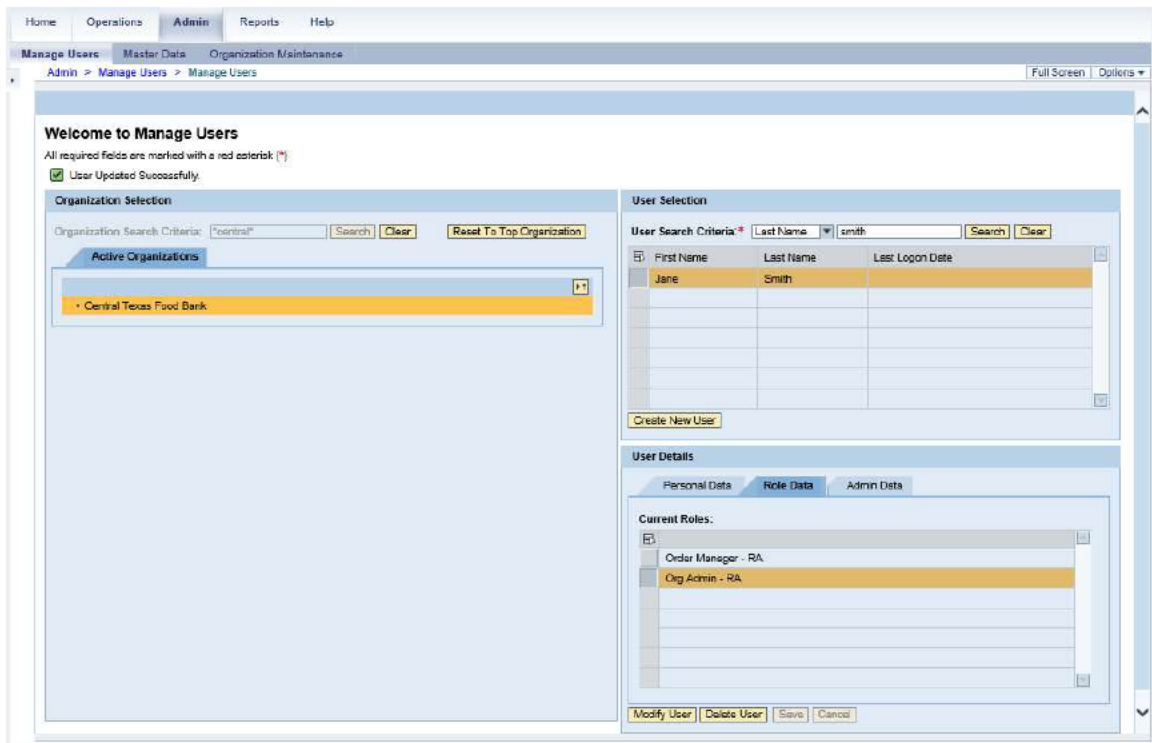 Home Operations Admin Reports Help
Manage Users Master Data Organization Maintenance
Admin > Manage Users > Manage Users Full Screen Options
Welcome to Manage Users
All required fields are marked with a red asterisk (*)
User Updated Successfully.
Organization Selection
Organization Search Criteria: *central* Search Clear Reset To Top Organization
Active Organizations
• Central Texas Food Bank
User Selection
User Search Criteria:* Last Name smith Search Clear
First Name Last Name Last Logon Date
Jane Smith
Create New User
User Details
Personal Data Role Data Admin Data
Current Roles:
Order Manager - RA
Org Admin - RA
Modify User Delete User Save Cancel